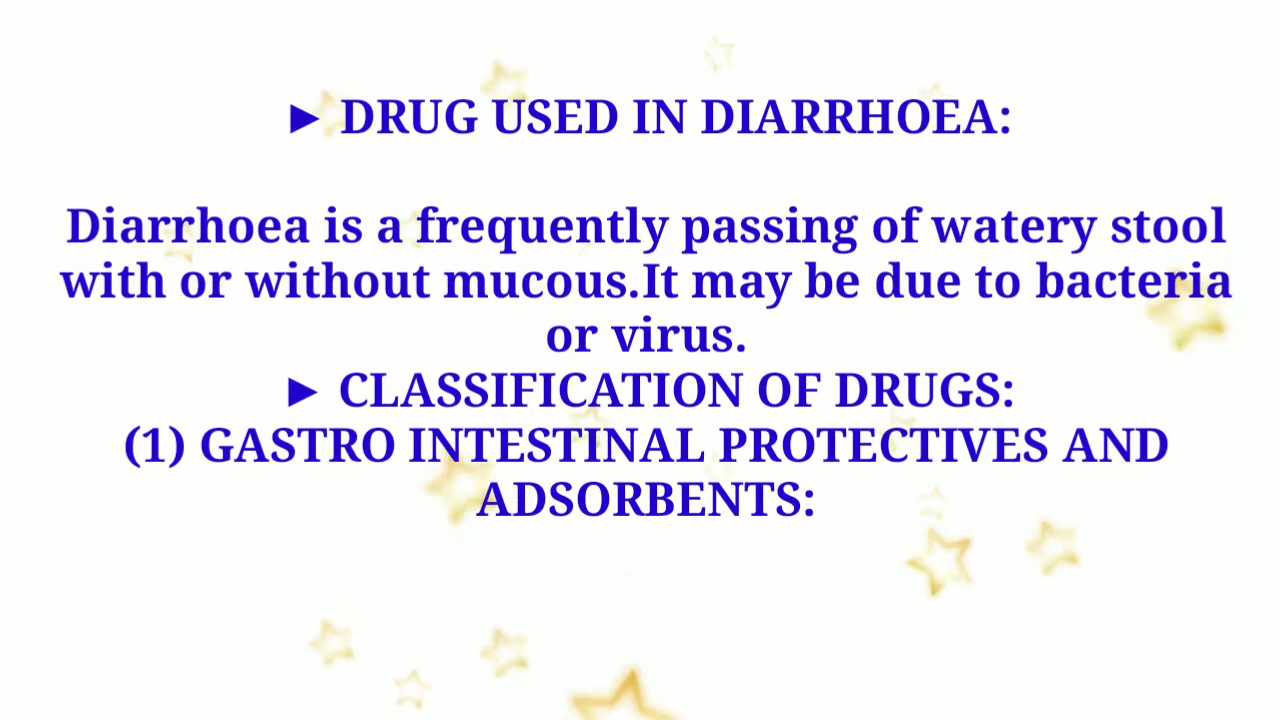 ► DRUG USED IN DIARRHOEA:
Diarrhoea is a frequently passing of watery stool
with or without mucous.It may be due to bacteria
or virus.
► CLASSIFICATION OF DRUGS:
(1) GASTRO INTESTINAL PROTECTIVES AND
ADSORBENTS: